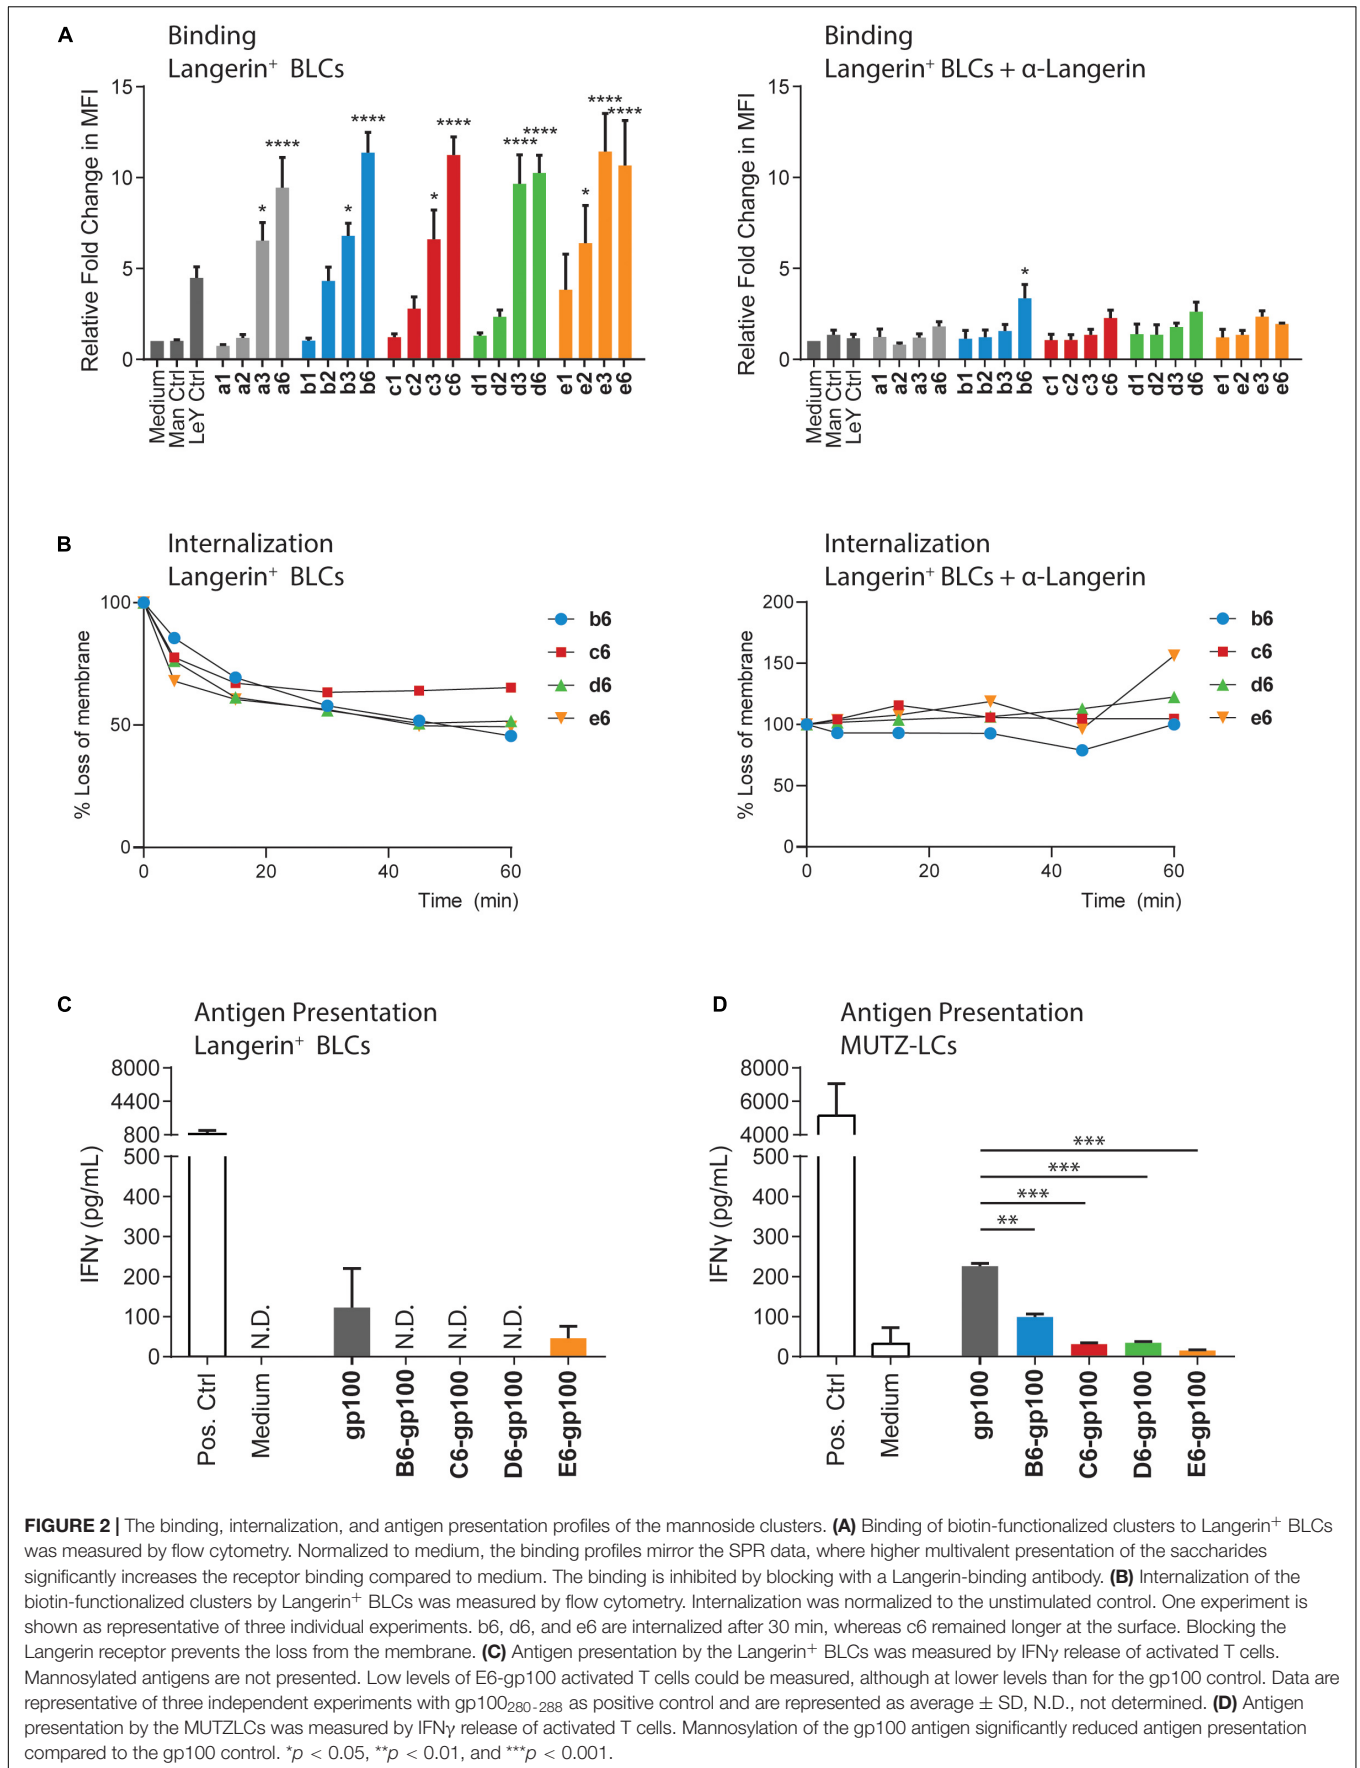 A
Binding
Langerin⁺ BLCs
Relative Fold Change in MFI
15
10
5
0
* **** * **** * **** **** **** * **** ****
Medium Man Ctrl LeY Ctrl a1 a2 a3 a6 b1 b2 b3 b6 c1 c2 c3 c6 d1 d2 d3 d6 e1 e2 e3 e6
Binding
Langerin⁺ BLCs + α-Langerin
Relative Fold Change in MFI
15
10
5
0
*
Medium Man Ctrl LeY Ctrl a1 a2 a3 a6 b1 b2 b3 b6 c1 c2 c3 c6 d1 d2 d3 d6 e1 e2 e3 e6
B
Internalization
Langerin⁺ BLCs
% Loss of membrane
100
50
0
0 20 40 60
Time (min)
b6
c6
d6
e6
Internalization
Langerin⁺ BLCs + α-Langerin
% Loss of membrane
200
150
100
50
0
0 20 40 60
Time (min)
b6
c6
d6
e6
C
Antigen Presentation
Langerin⁺ BLCs
IFNγ (pg/mL)
8000
4400
800
500
400
300
200
100
0
N.D. N.D. N.D. N.D.
Pos. Ctrl Medium gp100 B6-gp100 C6-gp100 D6-gp100 E6-gp100
D
Antigen Presentation
MUTZ-LCs
IFNγ (pg/mL)
8000
6000
4000
500
400
300
200
100
0
***
***
***
**
Pos. Ctrl Medium gp100 B6-gp100 C6-gp100 D6-gp100 E6-gp100
FIGURE 2 | The binding, internalization, and antigen presentation profiles of the mannoside clusters. (A) Binding of biotin-functionalized clusters to Langerin⁺ BLCs
was measured by flow cytometry. Normalized to medium, the binding profiles mirror the SPR data, where higher multivalent presentation of the saccharides
significantly increases the receptor binding compared to medium. The binding is inhibited by blocking with a Langerin-binding antibody. (B) Internalization of the
biotin-functionalized clusters by Langerin⁺ BLCs was measured by flow cytometry. Internalization was normalized to the unstimulated control. One experiment is
shown as representative of three individual experiments. b6, d6, and e6 are internalized after 30 min, whereas c6 remained longer at the surface. Blocking the
Langerin receptor prevents the loss from the membrane. (C) Antigen presentation by the Langerin⁺ BLCs was measured by IFNγ release of activated T cells.
Mannosylated antigens are not presented. Low levels of E6-gp100 activated T cells could be measured, although at lower levels than for the gp100 control. Data are
representative of three independent experiments with gp100₂₈₀₋₂₈₈ as positive control and are represented as average ± SD, N.D., not determined. (D) Antigen
presentation by the MUTZLCs was measured by IFNγ release of activated T cells. Mannosylation of the gp100 antigen significantly reduced antigen presentation
compared to the gp100 control. *p < 0.05, **p < 0.01, and ***p < 0.001.